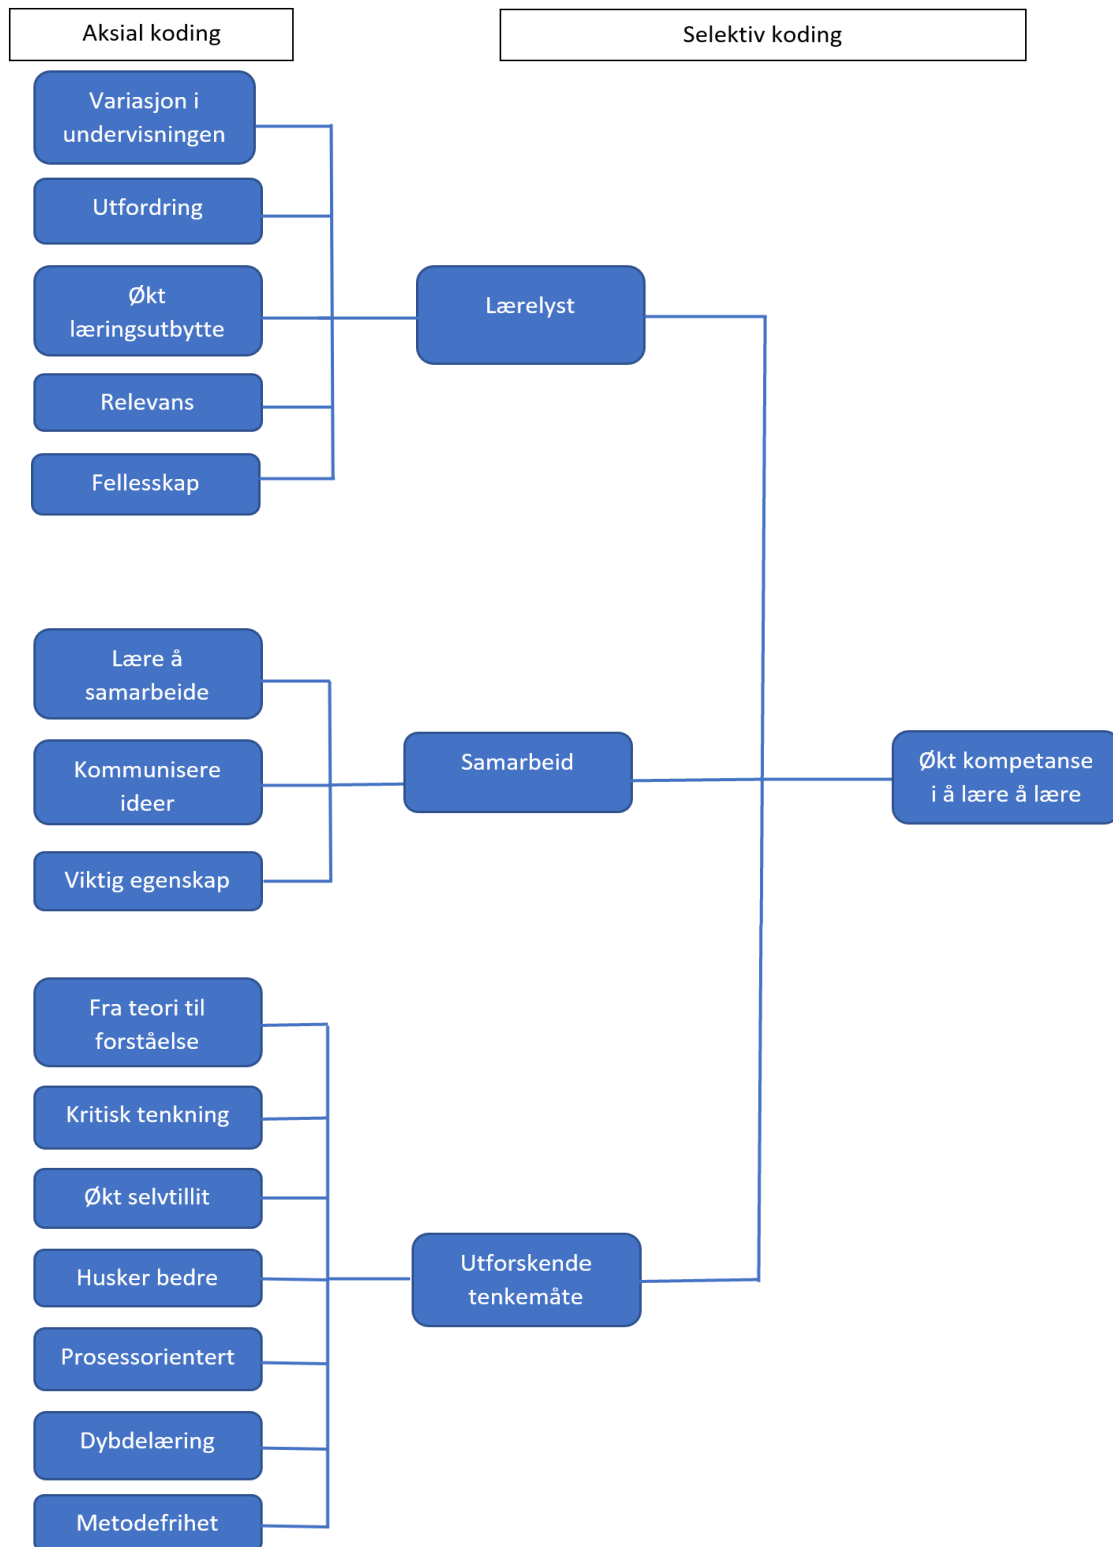 Aksial koding
Selektiv koding
Variasjon i
undervisningen
Utfordring
Økt
læringsutbytte
Relevans
Fellesskap
Lærelyst
Lære å
samarbeide
Kommunisere
ideer
Viktig egenskap
Samarbeid
Fra teori til
forståelse
Kritisk tenkning
Økt selvtillit
Husker bedre
Prosessorientert
Dybdelæring
Metodefrihet
Utforskende
tenkemåte
Økt kompetanse
i å lære å lære